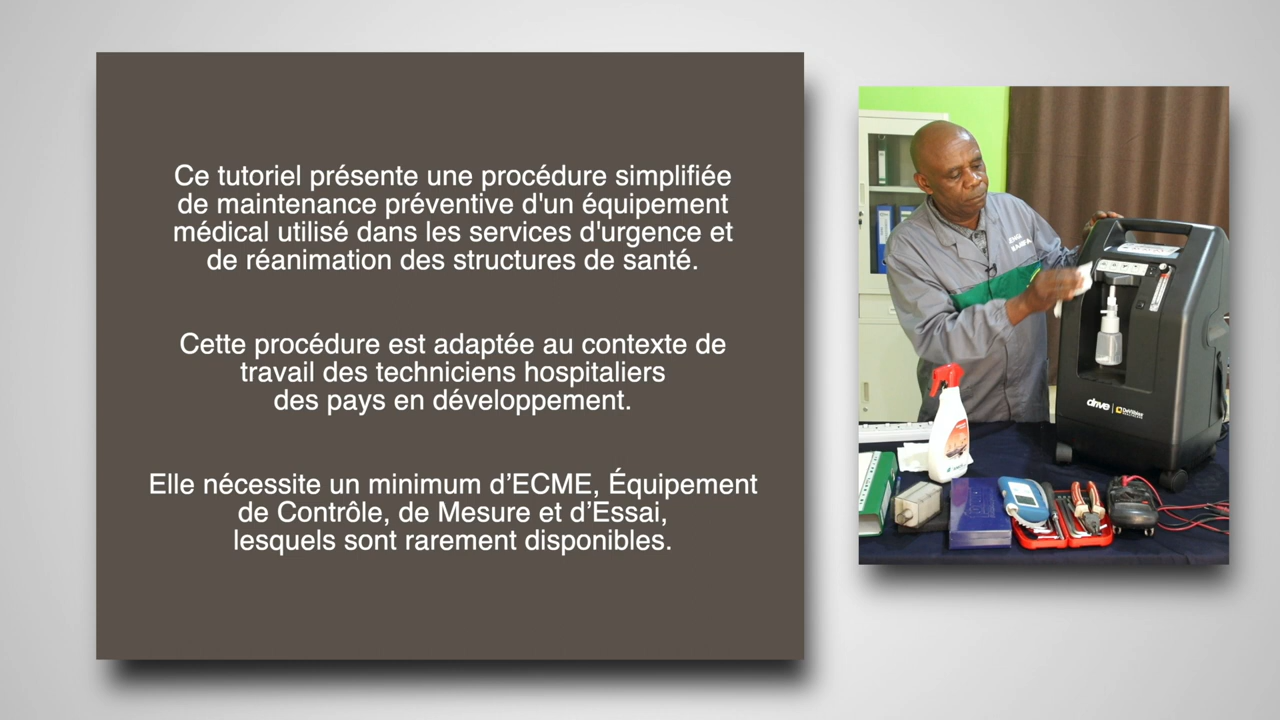 Ce tutoriel présente une procédure simplifiée
de maintenance préventive d'un équipement
médical utilisé dans les services d'urgence et
de réanimation des structures de santé.
Cette procédure est adaptée au contexte de
travail des techniciens hospitaliers
des pays en développement.
Elle nécessite un minimum d’ECME, Équipement
de Contrôle, de Mesure et d’Essai,
lesquels sont rarement disponibles.
drive DeVilbiss